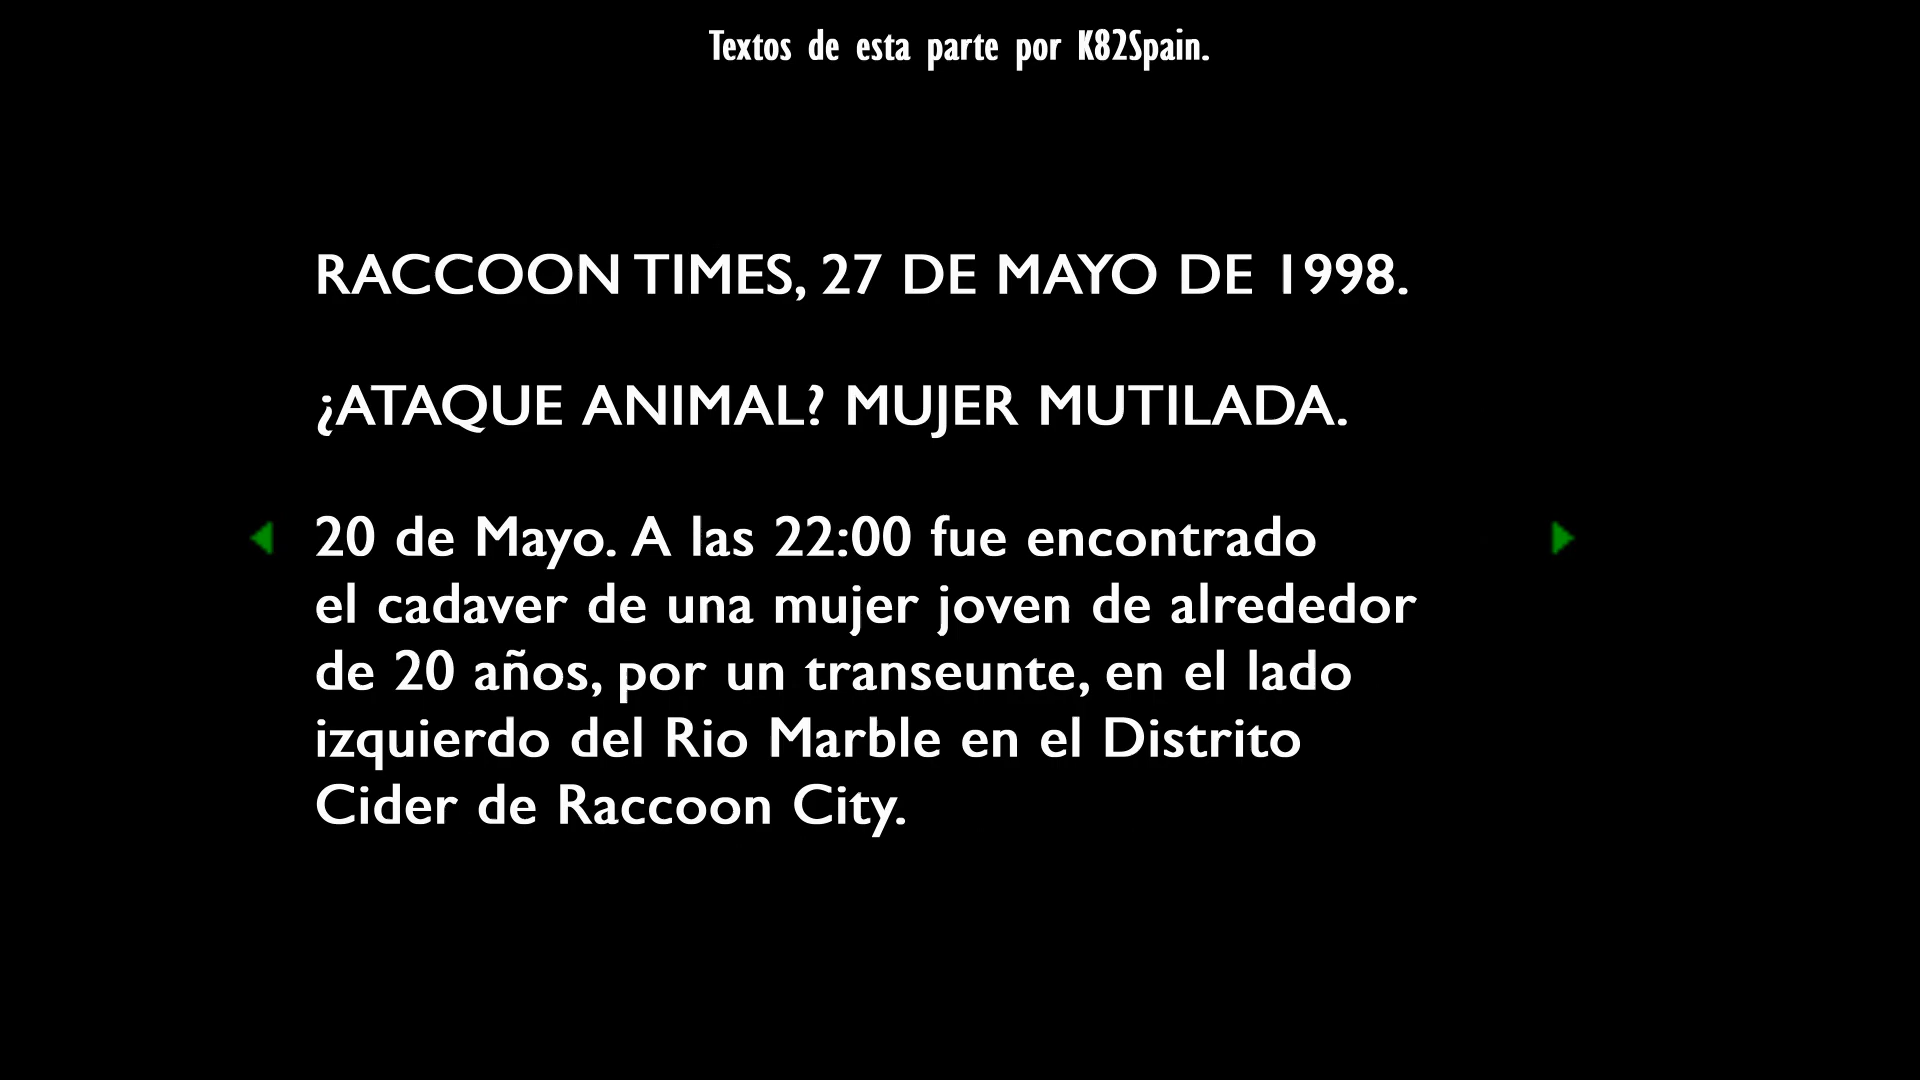 Textos de esta parte por K82Spain.
RACCOON TIMES, 27 DE MAYO DE 1998.
¿ATAQUE ANIMAL? MUJER MUTILADA.
20 de Mayo. A las 22:00 fue encontrado
el cadaver de una mujer joven de alrededor
de 20 años, por un transeunte, en el lado
izquierdo del Rio Marble en el Distrito
Cider de Raccoon City.